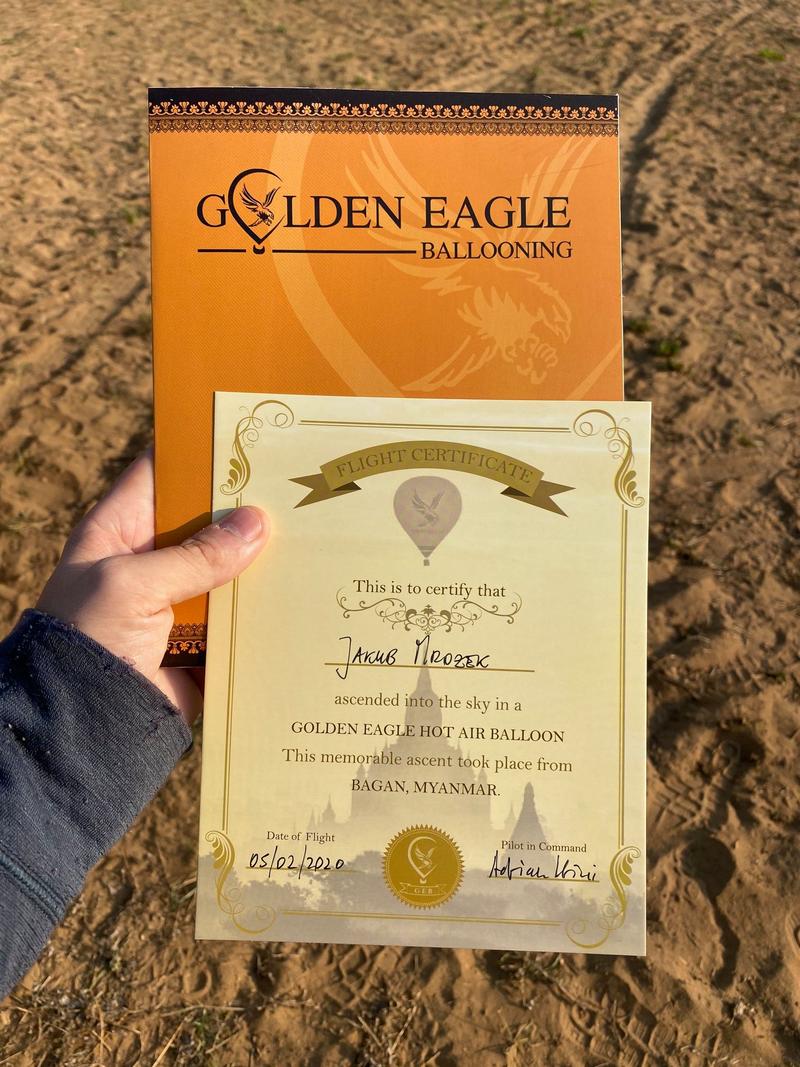 GOLDEN EAGLE
BALLOONING
FLIGHT CERTIFICATE
This is to certify that
JAKUB MROZEK
ascended into the sky in a
GOLDEN EAGLE HOT AIR BALLOON
This memorable ascent took place from
BAGAN, MYANMAR.
Date of Flight
05/02/2020
Pilot in Command
Adrian
GEB